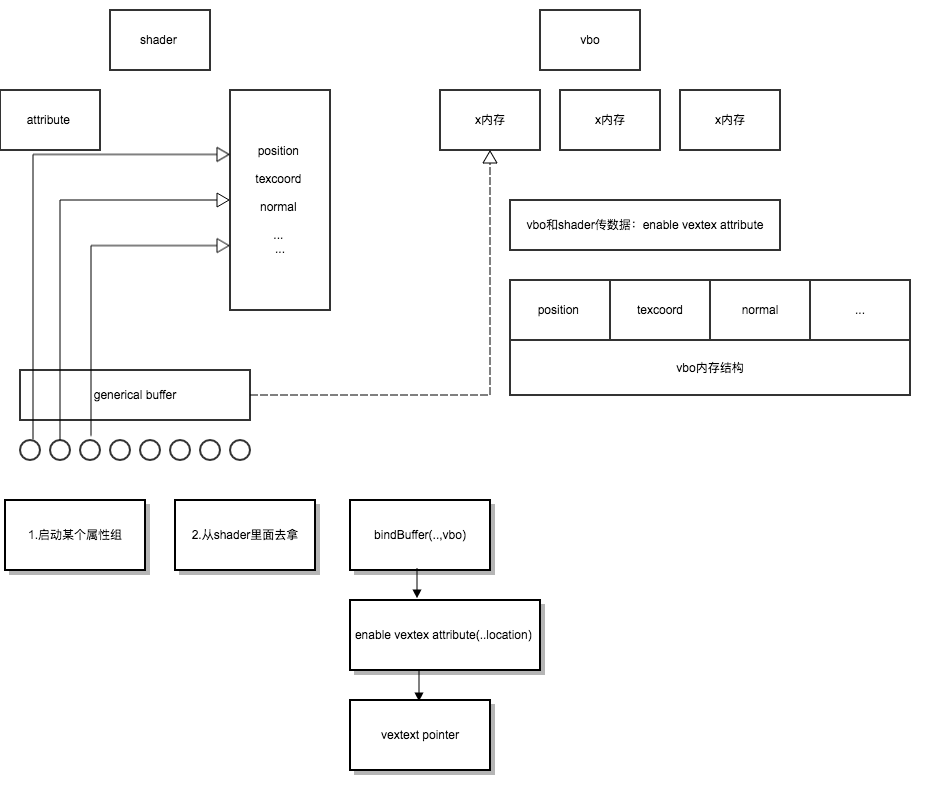 shader
vbo
attribute
x内存
x内存
x内存
position
texcoord
normal
...
...
vbo和shader传数据：enable vextex attribute
position
texcoord
normal
...
vbo内存结构
generical buffer
1.启动某个属性组
2.从shader里面去拿
bindBuffer(..,vbo)
enable vextex attribute(..location)
vextext pointer